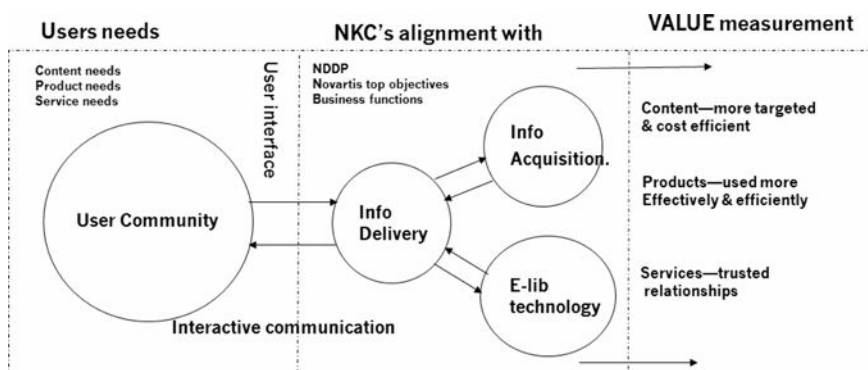 Users needs
NKC's alignment with
VALUE measurement
Content needs
Product needs
Service needs
User interface
NDDP
Novartis top objectives
Business functions
User Community
Info
Delivery
Info
Acquisition.
E-lib
technology
Interactive communication
Content—more targeted
& cost efficient
Products—used more
Effectively & efficiently
Services—trusted
relationships